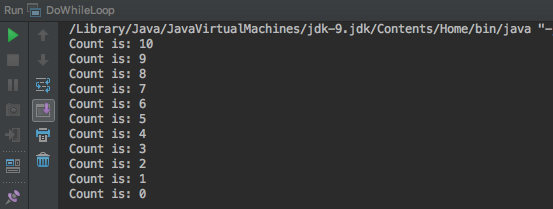 Run DoWhileLoop
/Library/Java/JavaVirtualMachines/jdk-9.jdk/Contents/Home/bin/java "-
Count is: 10
Count is: 9
Count is: 8
Count is: 7
Count is: 6
Count is: 5
Count is: 4
Count is: 3
Count is: 2
Count is: 1
Count is: 0